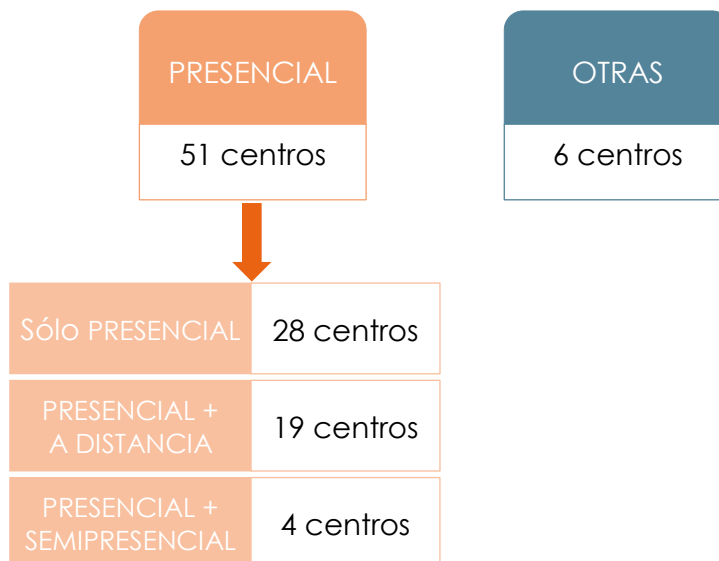 PRESENCIAL
51 centros
OTRAS
6 centros
Sólo PRESENCIAL
28 centros
PRESENCIAL +
A DISTANCIA
19 centros
PRESENCIAL +
SEMIPRESENCIAL
4 centros